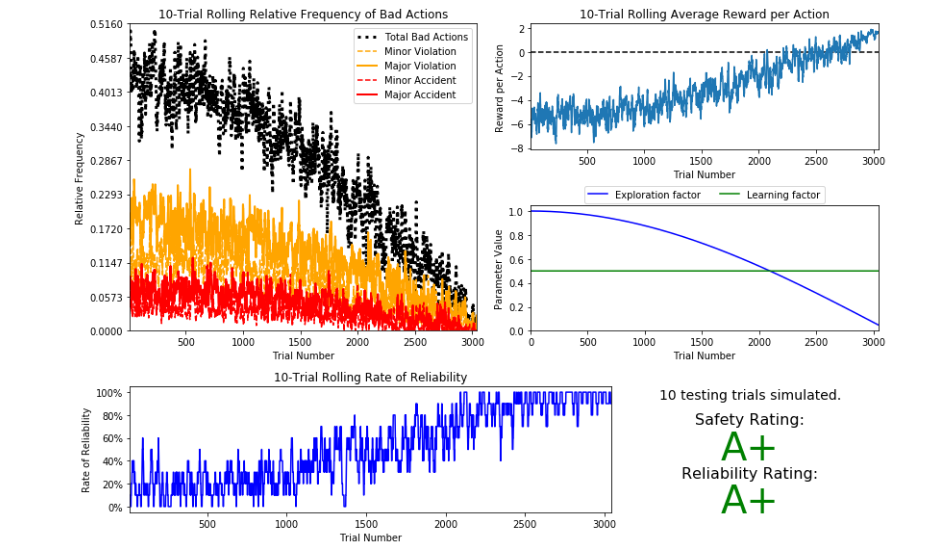 10-Trial Rolling Relative Frequency of Bad Actions
0.5160
0.4587
0.4013
0.3440
0.2867
0.2293
0.1720
0.1147
0.0573
0.0000
Relative Frequency
Total Bad Actions
Minor Violation
Major Violation
Minor Accident
Major Accident
500 1000 1500 2000 2500 3000
Trial Number
10-Trial Rolling Average Reward per Action
2
0
−2
−4
−6
−8
Reward per Action
500 1000 1500 2000 2500 3000
Trial Number
Exploration factor Learning factor
1.0
0.8
0.6
0.4
0.2
0.0
Parameter Value
0 500 1000 1500 2000 2500 3000
Trial Number
10-Trial Rolling Rate of Reliability
100%
80%
60%
40%
20%
0%
Rate of Reliability
500 1000 1500 2000 2500 3000
Trial Number
10 testing trials simulated.
Safety Rating:
A+
Reliability Rating:
A+